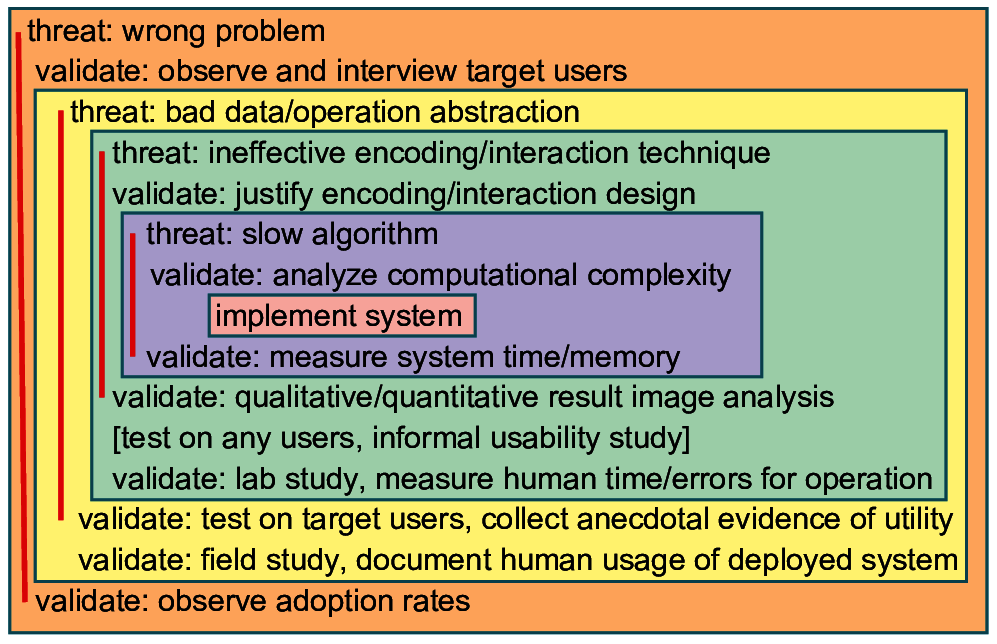 threat: wrong problem
validate: observe and interview target users
threat: bad data/operation abstraction
threat: ineffective encoding/interaction technique
validate: justify encoding/interaction design
threat: slow algorithm
validate: analyze computational complexity
implement system
validate: measure system time/memory
validate: qualitative/quantitative result image analysis
[test on any users, informal usability study]
validate: lab study, measure human time/errors for operation
validate: test on target users, collect anecdotal evidence of utility
validate: field study, document human usage of deployed system
validate: observe adoption rates